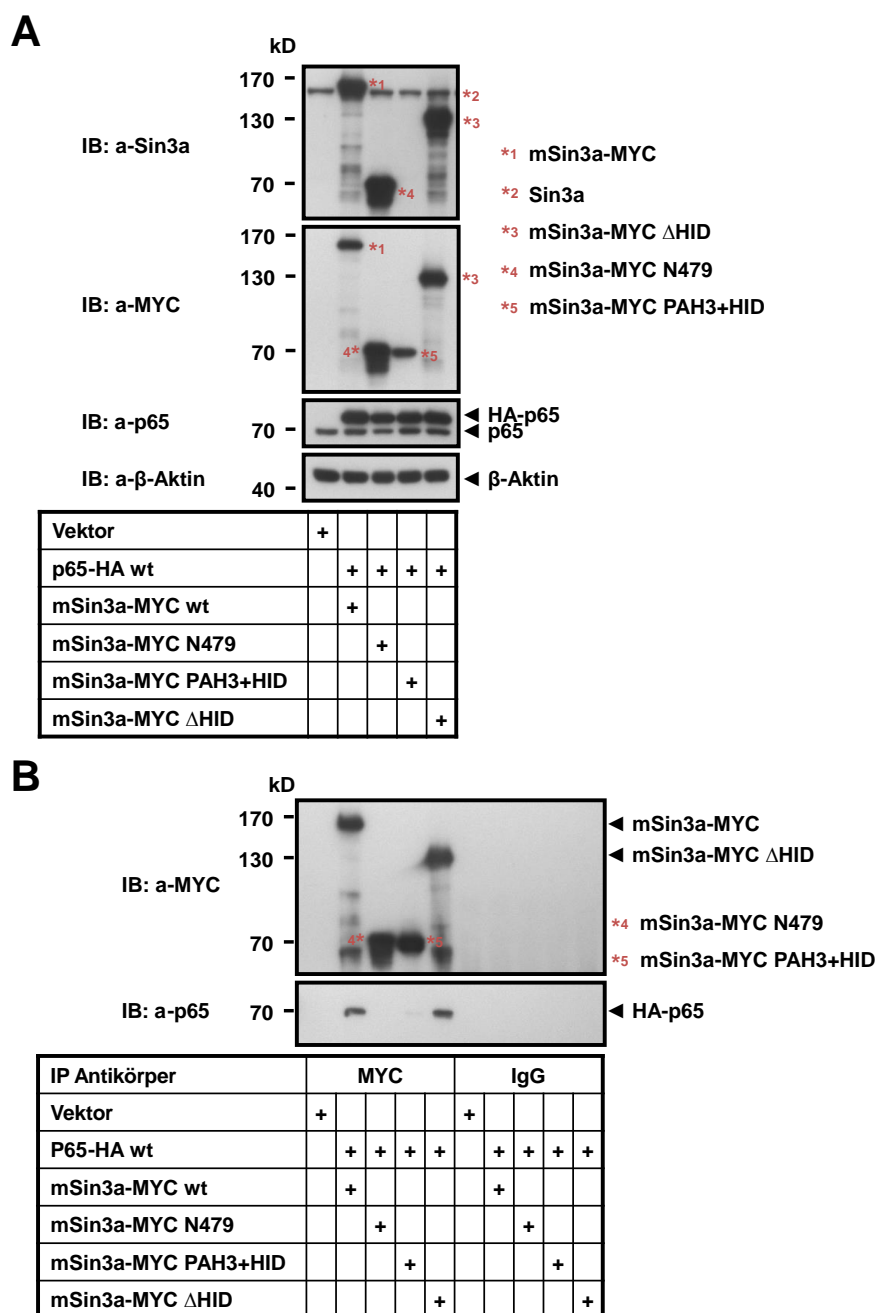 A
kD
170
130
70
IB: a-Sin3a
*1
*2
*3
*4
*1 mSin3a-MYC
*2 Sin3a
*3 mSin3a-MYC ΔHID
*4 mSin3a-MYC N479
*5 mSin3a-MYC PAH3+HID
170
130
70
IB: a-MYC
*1
*3
4*
*5
IB: a-p65
70
HA-p65
p65
IB: a-β-Aktin
40
β-Aktin
Vektor +
p65-HA wt + + + +
mSin3a-MYC wt +
mSin3a-MYC N479 +
mSin3a-MYC PAH3+HID +
mSin3a-MYC ΔHID +
B
kD
170
130
70
IB: a-MYC
4*
*5
mSin3a-MYC
mSin3a-MYC ΔHID
*4 mSin3a-MYC N479
*5 mSin3a-MYC PAH3+HID
IB: a-p65
70
HA-p65
IP Antikörper MYC IgG
Vektor + +
P65-HA wt + + + + + + + +
mSin3a-MYC wt + +
mSin3a-MYC N479 + +
mSin3a-MYC PAH3+HID + +
mSin3a-MYC ΔHID + +